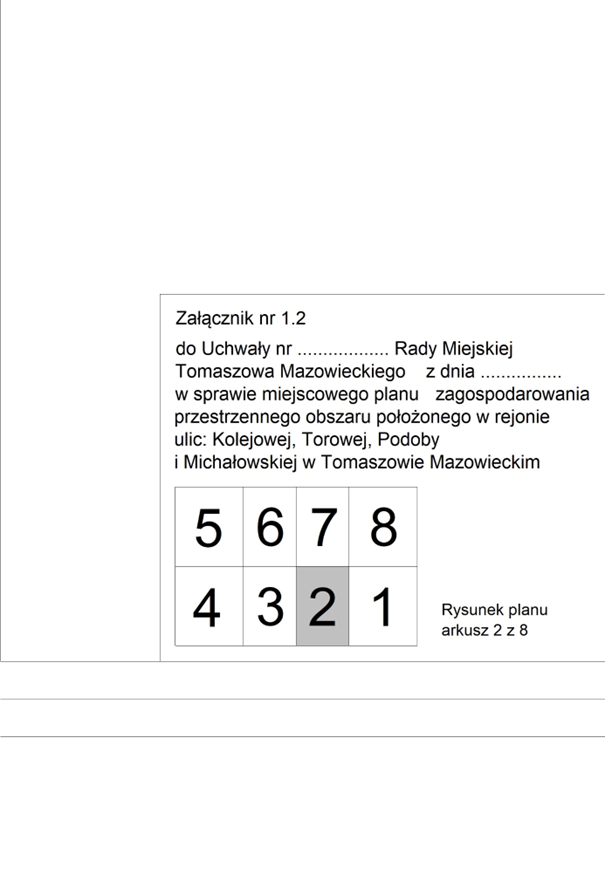 Załącznik nr 1.2
do Uchwały nr .................. Rady Miejskiej
Tomaszowa Mazowieckiego z dnia ................
w sprawie miejscowego planu zagospodarowania
przestrzennego obszaru położonego w rejonie
ulic: Kolejowej, Torowej, Podoby
i Michałowskiej w Tomaszowie Mazowieckim
5 6 7 8
4 3 2 1
Rysunek planu
arkusz 2 z 8